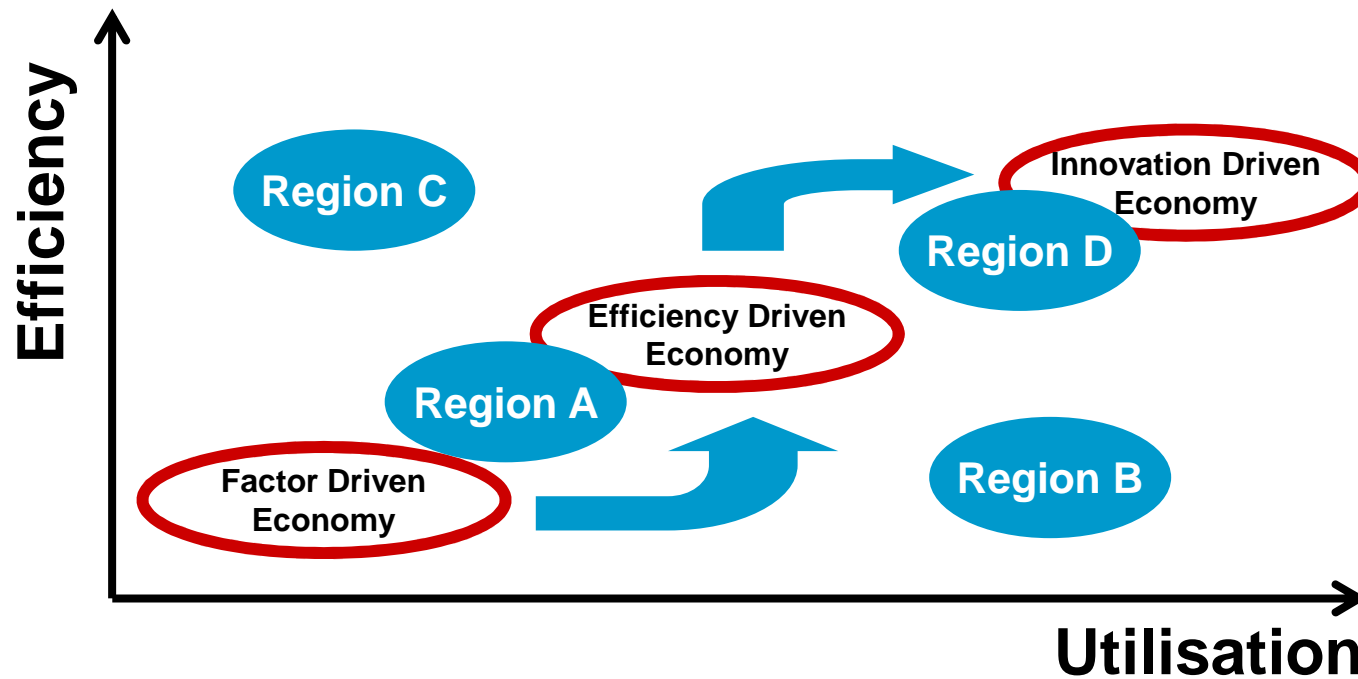 Efficiency
Region C
Innovation Driven
Economy
Region D
Efficiency Driven
Economy
Region A
Factor Driven
Economy
Region B
Utilisation